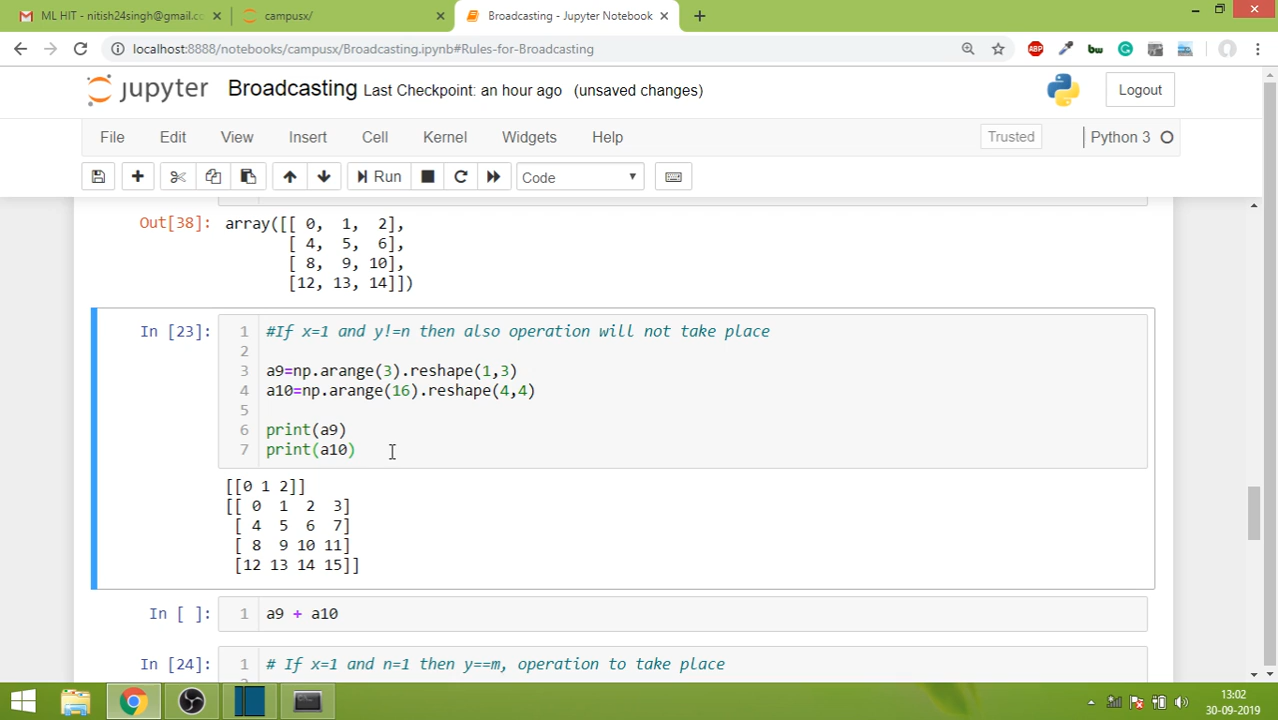 ML HIT - nitish24singh@gmail.co
campusx/
Broadcasting - Jupyter Notebook
localhost:8888/notebooks/campusx/Broadcasting.ipynb#Rules-for-Broadcasting
ABP
bw
jupyter Broadcasting Last Checkpoint: an hour ago (unsaved changes)
Logout
File Edit View Insert Cell Kernel Widgets Help
Trusted
Python 3
Run
Code
Out[38]: array([[ 0, 1, 2],
[ 4, 5, 6],
[ 8, 9, 10],
[12, 13, 14]])
In [23]: 1 #If x=1 and y!=n then also operation will not take place
2
3 a9=np.arange(3).reshape(1,3)
4 a10=np.arange(16).reshape(4,4)
5
6 print(a9)
7 print(a10)
[[0 1 2]]
[[ 0 1 2 3]
[ 4 5 6 7]
[ 8 9 10 11]
[12 13 14 15]]
In [ ]: 1 a9 + a10
In [24]: 1 # If x=1 and n=1 then y==m, operation to take place
13:02
30-09-2019